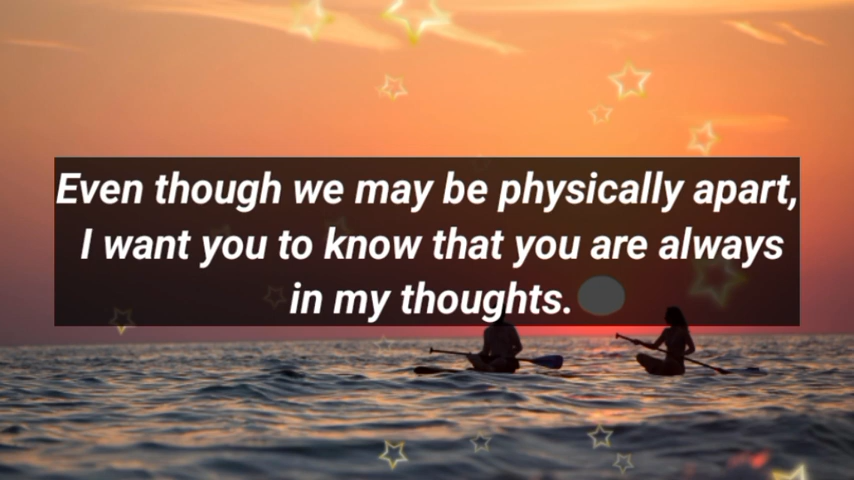 Even though we may be physically apart,
I want you to know that you are always
in my thoughts.